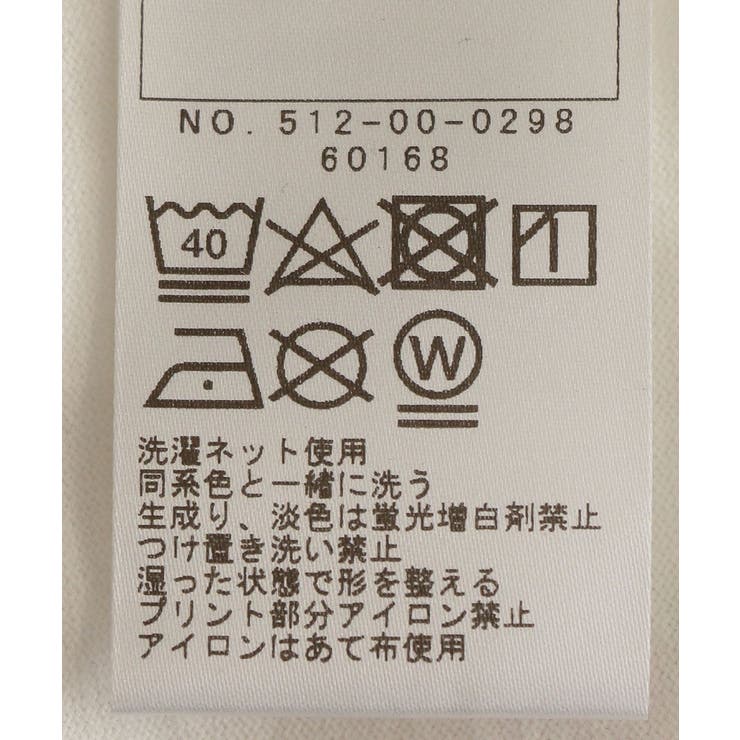 NO. 512-00-0298
60168
40
W
洗濯ネット使用
同系色と一緒に洗う
生成り、淡色は蛍光増白剤禁止
つけ置き洗い禁止
湿った状態で形を整える
プリント部分アイロン禁止
アイロンはあて布使用